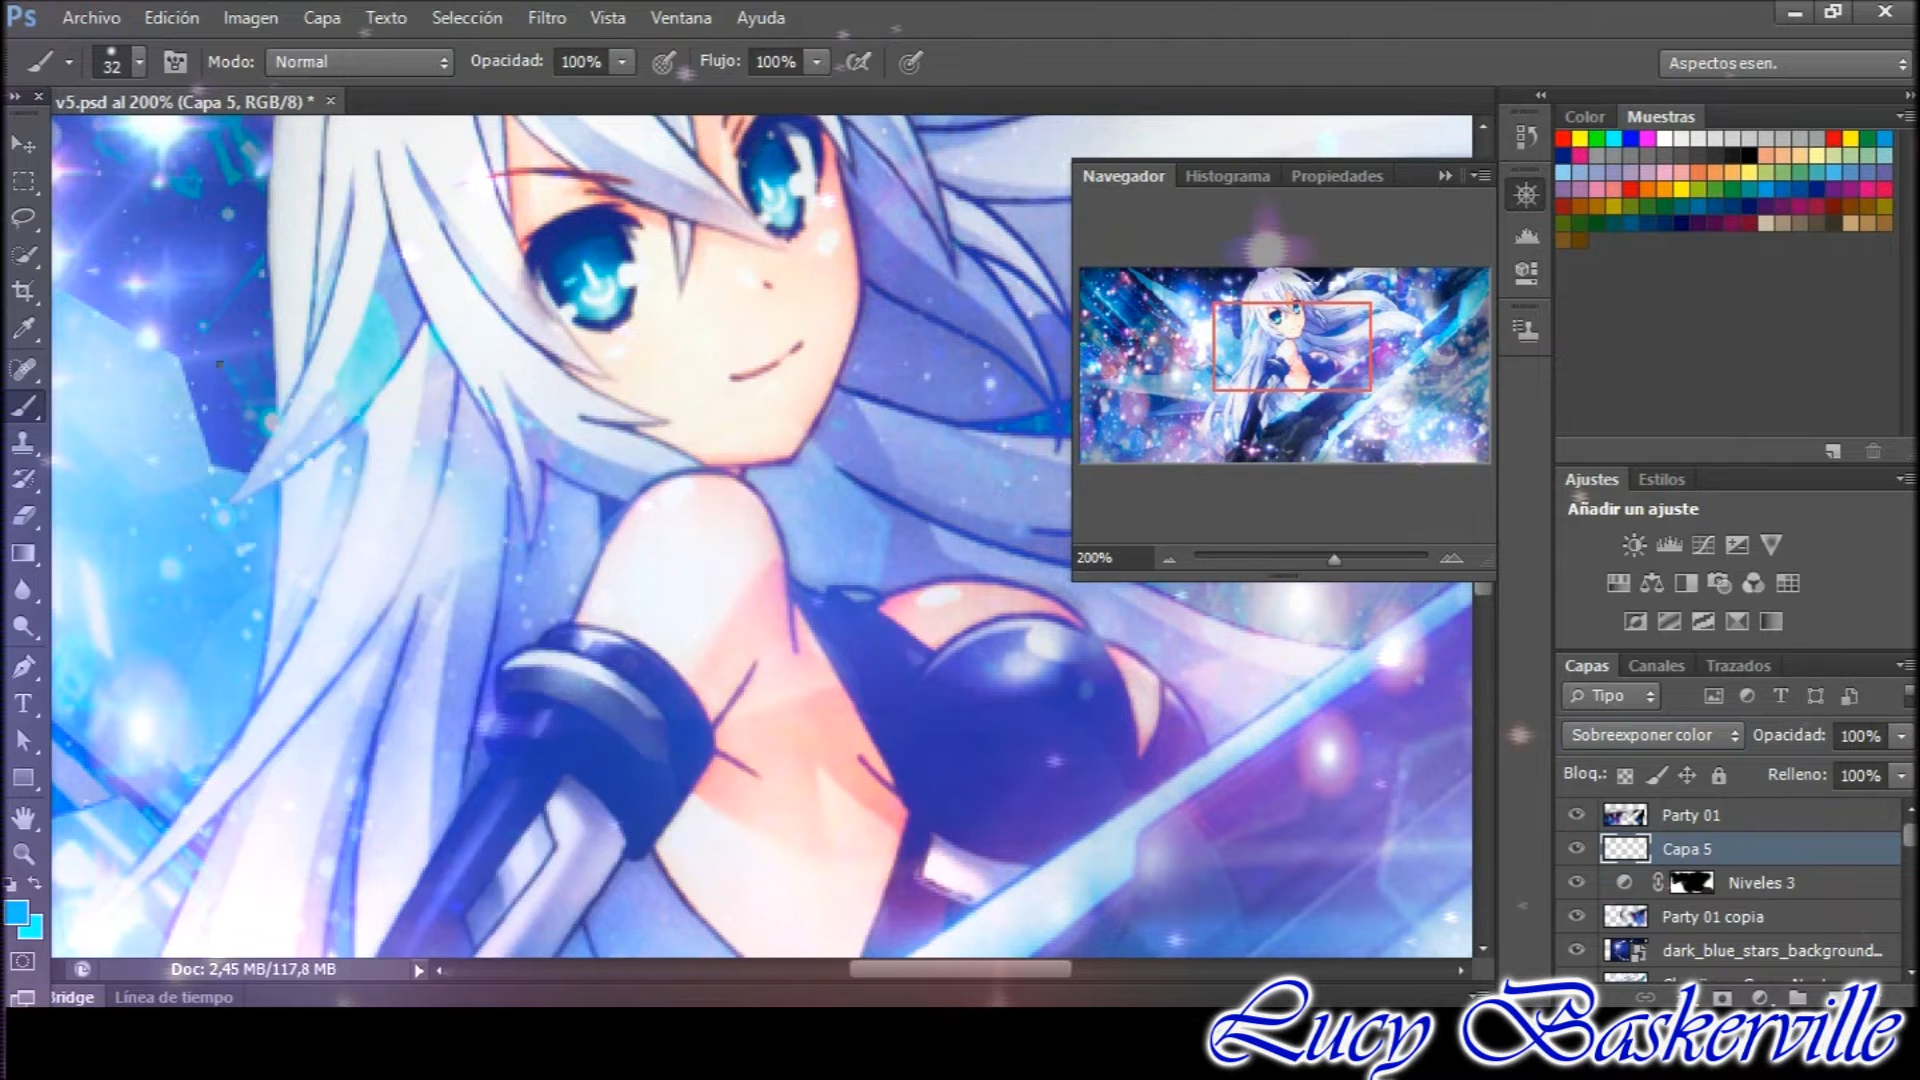 Ps Archivo Edición Imagen Capa Texto Selección Filtro Vista Ventana Ayuda
32 Modo: Normal Opacidad: 100% Flujo: 100% Aspectos esen.
v5.psd al 200% (Capa 5, RGB/8) *
Color Muestras
Navegador Histograma Propiedades
200%
Ajustes Estilos
Añadir un ajuste
Capas Canales Trazados
Tipo
Sobreexponer color Opacidad: 100%
Bloq.: Relleno: 100%
Party 01
Capa 5
Niveles 3
Party 01 copia
dark_blue_stars_background...
Doc: 2,45 MB/117,8 MB
Bridge Línea de tiempo
Lucy Baskerville